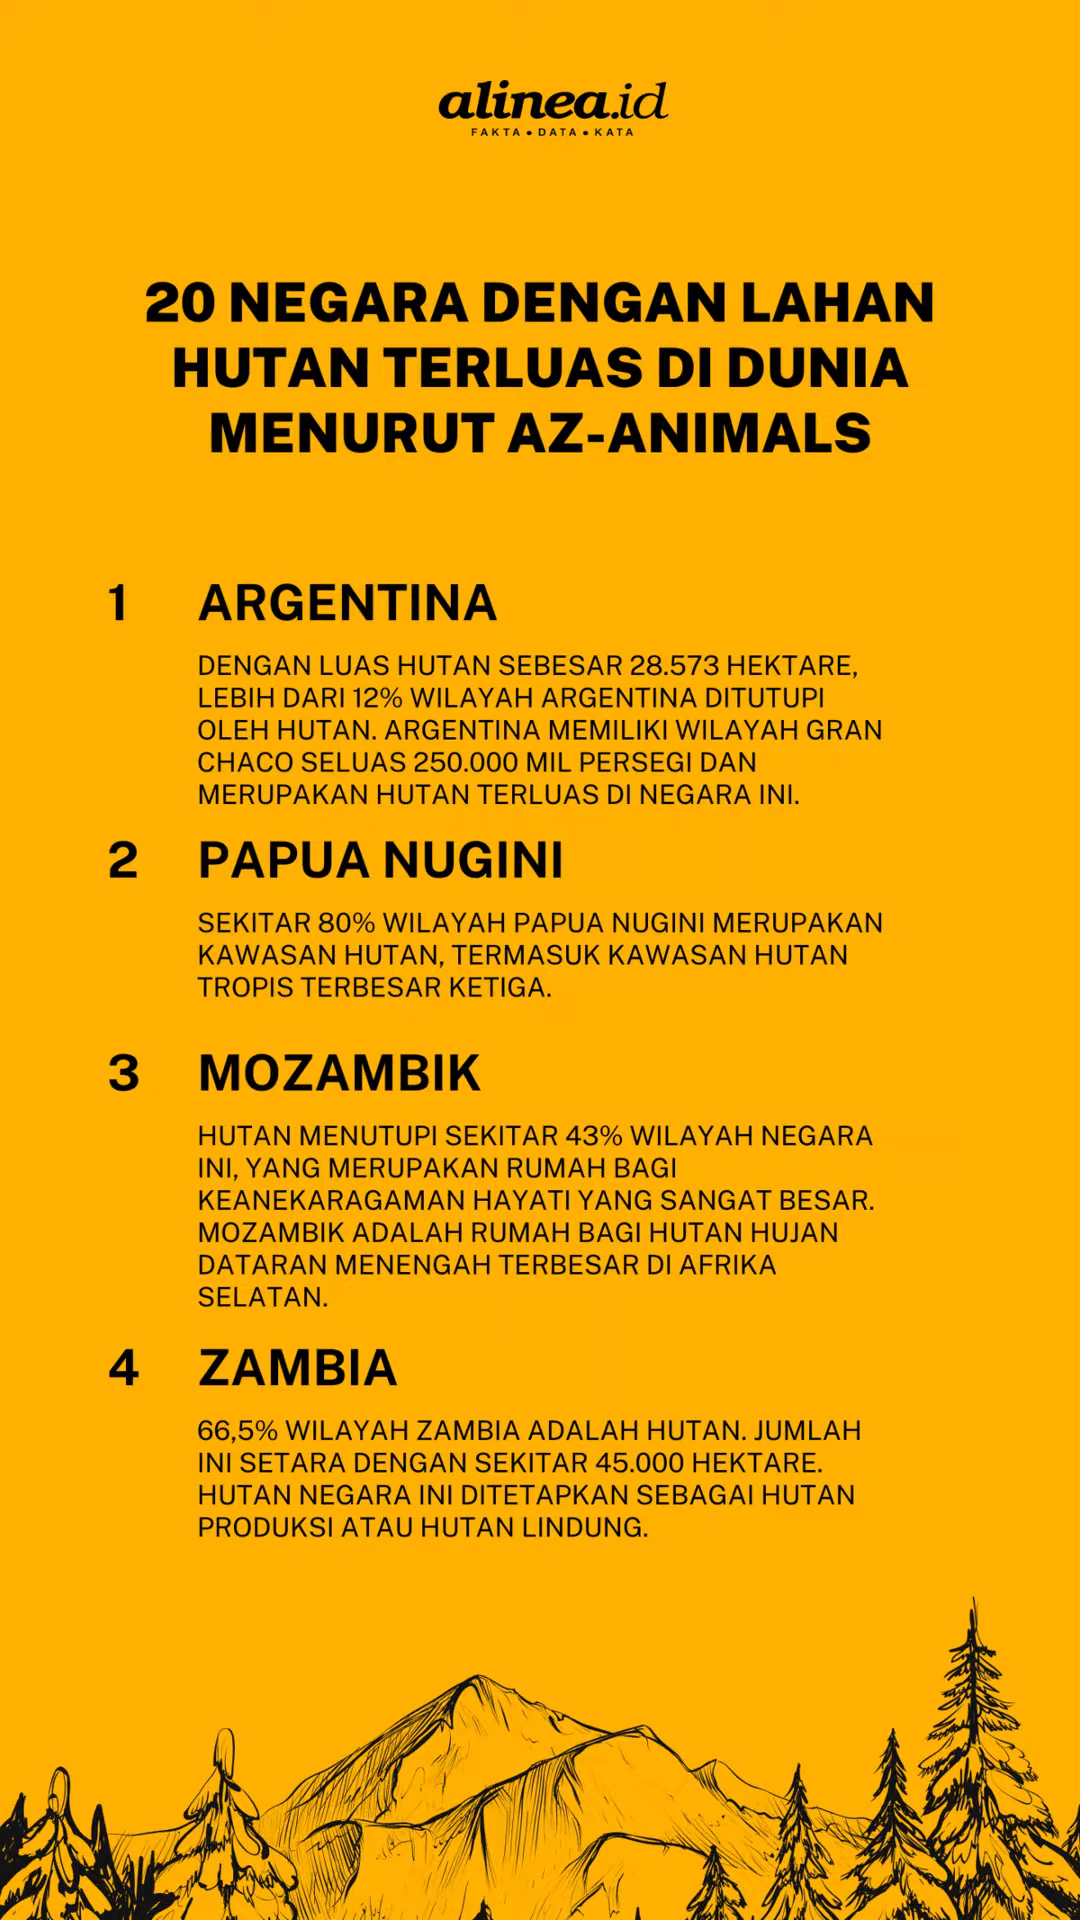 alinea.id
FAKTA • DATA • KATA
20 NEGARA DENGAN LAHAN
HUTAN TERLUAS DI DUNIA
MENURUT AZ-ANIMALS
1 ARGENTINA
DENGAN LUAS HUTAN SEBESAR 28.573 HEKTARE,
LEBIH DARI 12% WILAYAH ARGENTINA DITUTUPI
OLEH HUTAN. ARGENTINA MEMILIKI WILAYAH GRAN
CHACO SELUAS 250.000 MIL PERSEGI DAN
MERUPAKAN HUTAN TERLUAS DI NEGARA INI.
2 PAPUA NUGINI
SEKITAR 80% WILAYAH PAPUA NUGINI MERUPAKAN
KAWASAN HUTAN, TERMASUK KAWASAN HUTAN
TROPIS TERBESAR KETIGA.
3 MOZAMBIK
HUTAN MENUTUPI SEKITAR 43% WILAYAH NEGARA
INI, YANG MERUPAKAN RUMAH BAGI
KEANEKARAGAMAN HAYATI YANG SANGAT BESAR.
MOZAMBIK ADALAH RUMAH BAGI HUTAN HUJAN
DATARAN MENENGAH TERBESAR DI AFRIKA
SELATAN.
4 ZAMBIA
66,5% WILAYAH ZAMBIA ADALAH HUTAN. JUMLAH
INI SETARA DENGAN SEKITAR 45.000 HEKTARE.
HUTAN NEGARA INI DITETAPKAN SEBAGAI HUTAN
PRODUKSI ATAU HUTAN LINDUNG.